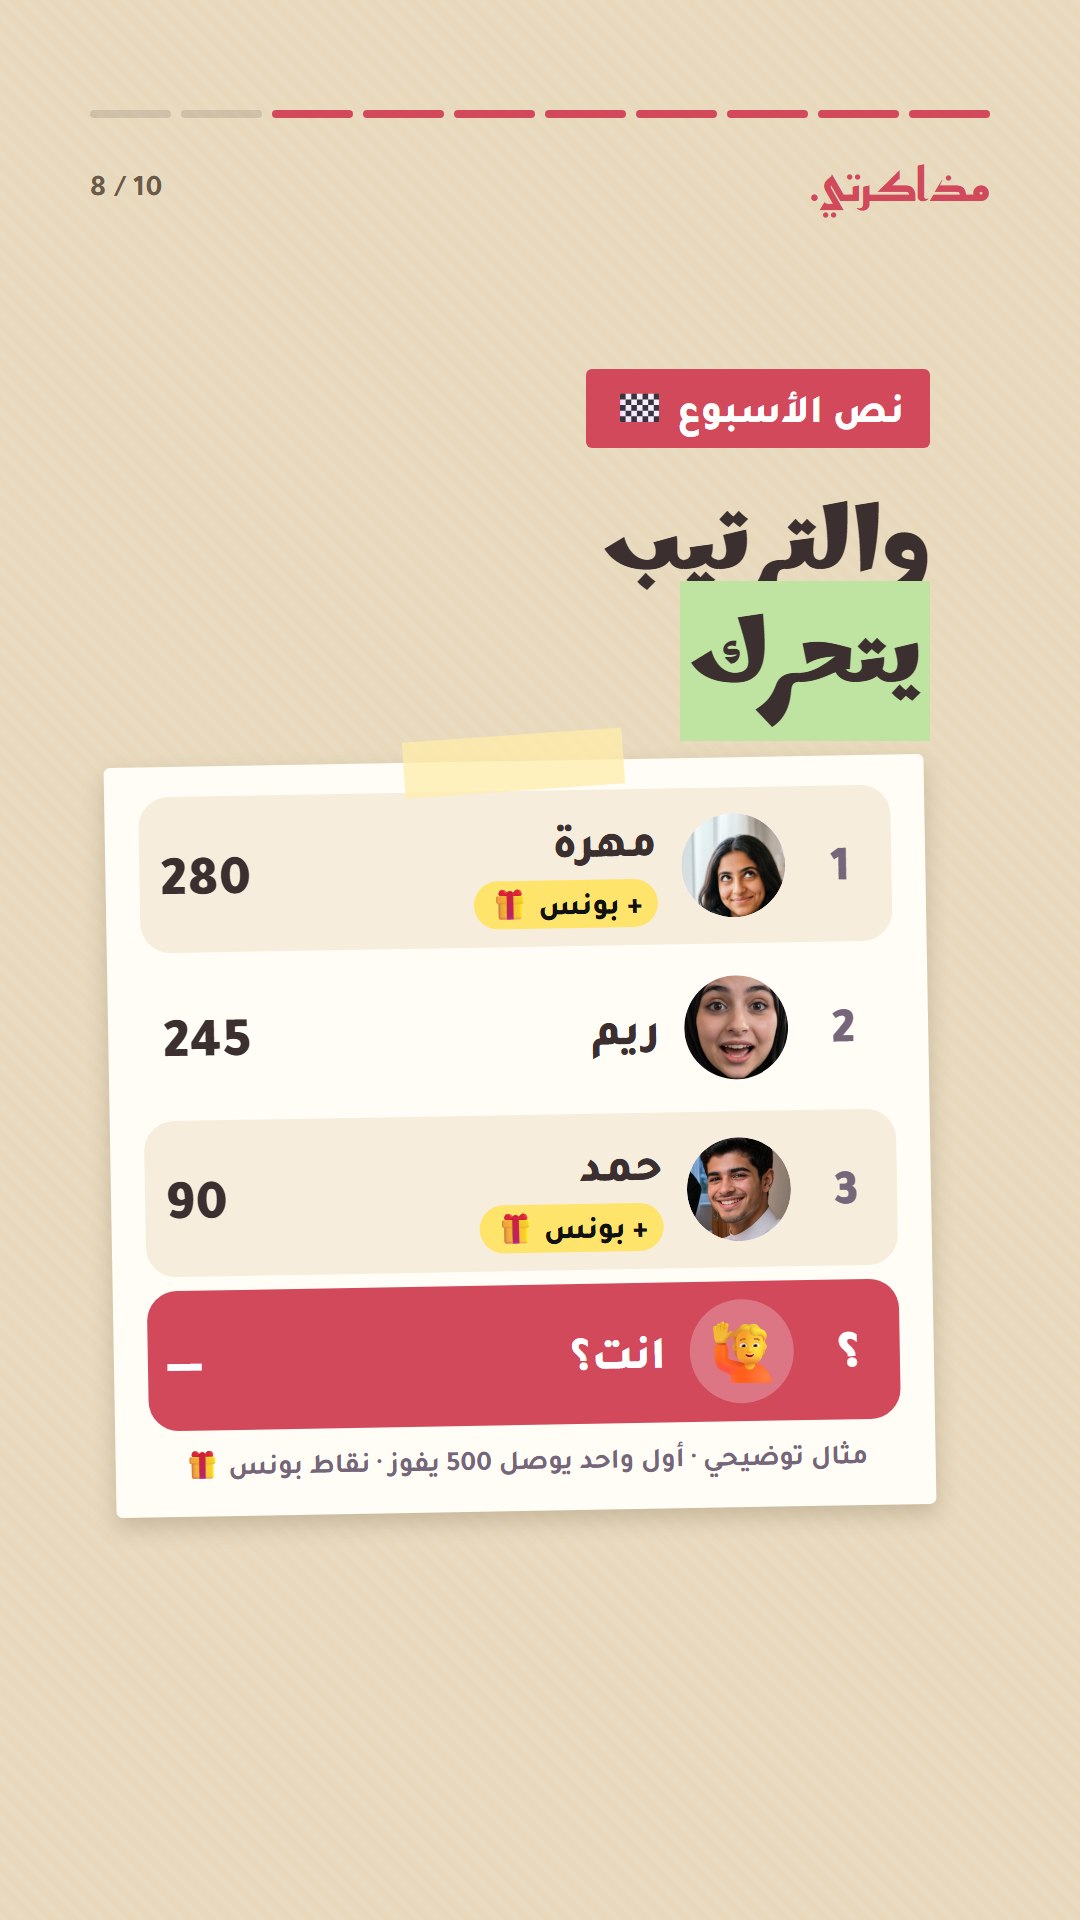 مذاكرتي.
8 / 10
نص الأسبوع
والترتيب
يتحرك
1 مهرة 280
+ بونس
2 ريم 245
3 حمد 90
+ بونس
؟ انت؟ —
مثال توضيحي · أول واحد يوصل 500 يفوز · نقاط بونس